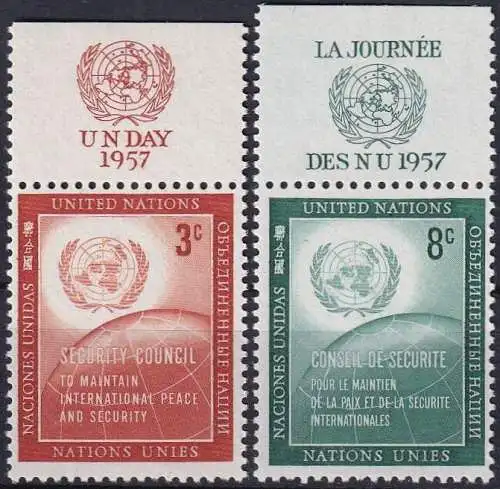 UN DAY
1957
UNITED NATIONS
3c
NACIONES UNIDAS
ОБЪЕДИНЕННЫЕ НАЦИИ
SECURITY COUNCIL
TO MAINTAIN
INTERNATIONAL PEACE
AND SECURITY
NATIONS UNIES
LA JOURNÉE
DES N U 1957
UNITED NATIONS
8c
NACIONES UNIDAS
ОБЪЕДИНЕННЫЕ НАЦИИ
CONSEIL DE SECURITE
POUR LE MAINTIEN
DE LA PAIX ET DE LA SECURITE
INTERNATIONALES
NATIONS UNIES